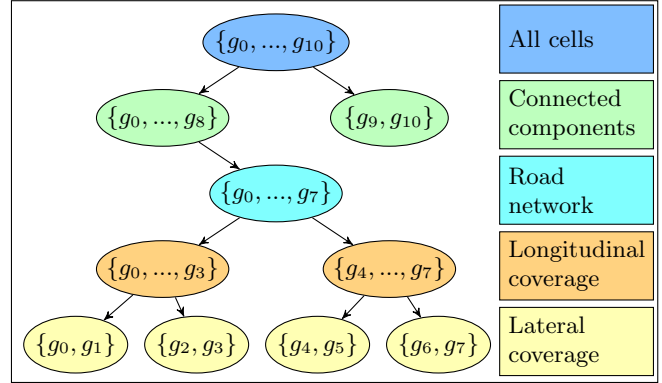 {g₀, ..., g₁₀}
All cells
{g₀, ..., g₈}
{g₉, g₁₀}
Connected
components
{g₀, ..., g₇}
Road
network
{g₀, ..., g₃}
{g₄, ..., g₇}
Longitudinal
coverage
{g₀, g₁}
{g₂, g₃}
{g₄, g₅}
{g₆, g₇}
Lateral
coverage